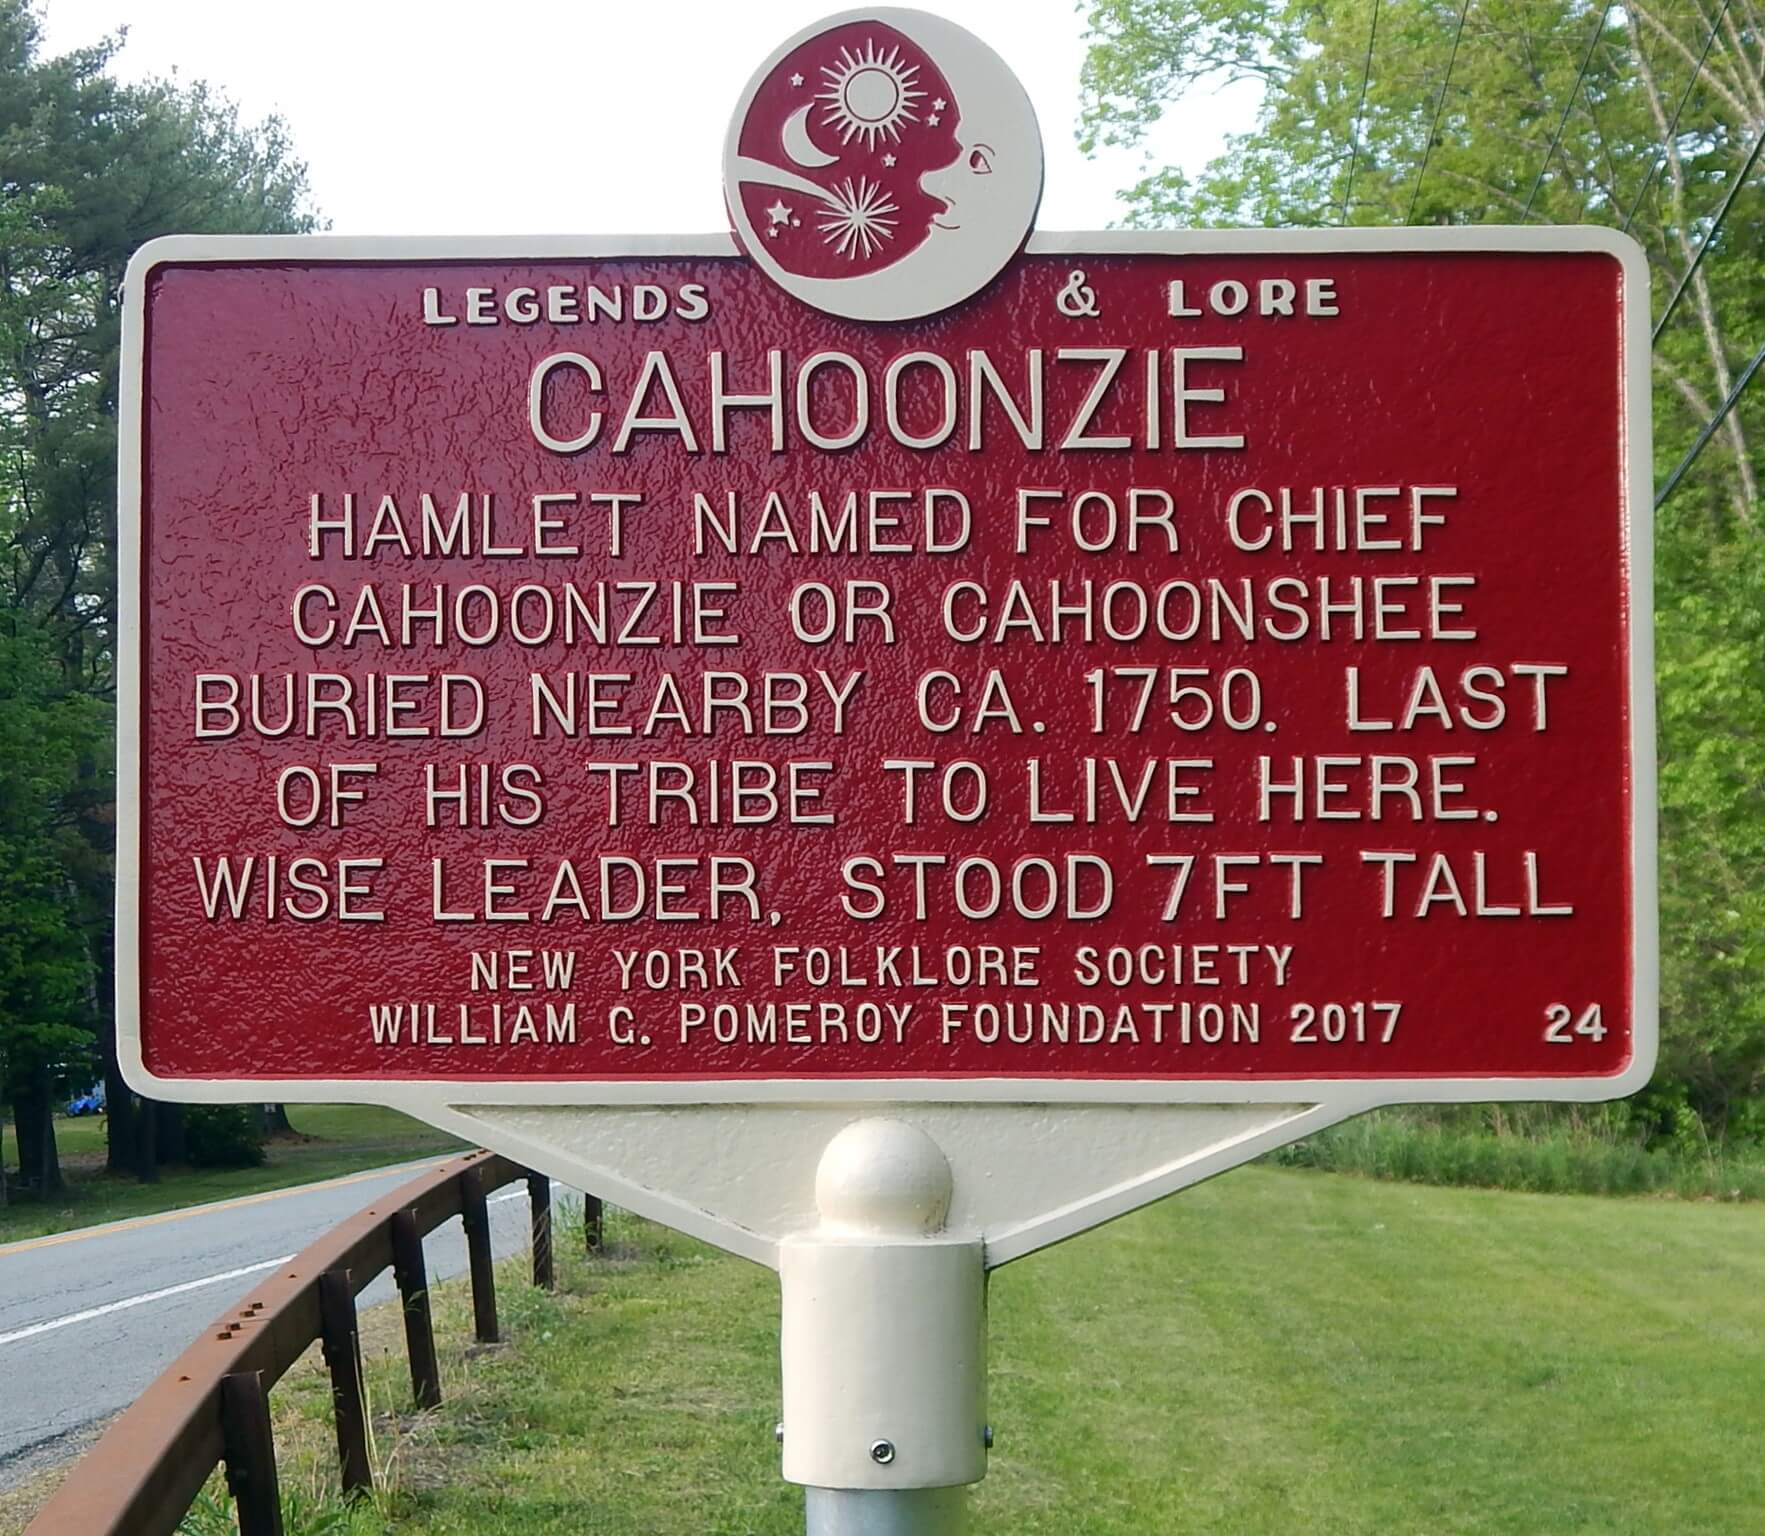 LEGENDS & LORE
CAHOONZIE
HAMLET NAMED FOR CHIEF
CAHOONZIE OR CAHOONSHEE
BURIED NEARBY CA. 1750. LAST
OF HIS TRIBE TO LIVE HERE.
WISE LEADER, STOOD 7FT TALL
NEW YORK FOLKLORE SOCIETY
WILLIAM G. POMEROY FOUNDATION 2017 24